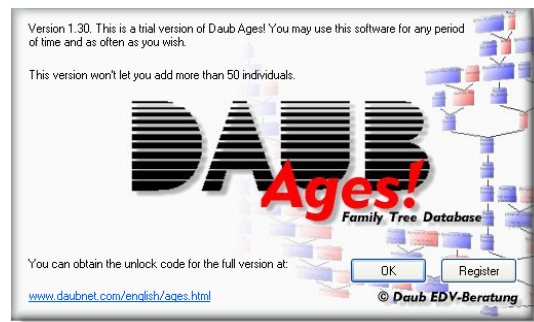 Version 1.30. This is a trial version of Daub Ages! You may use this software for any period
of time and as often as you wish.
This version won't let you add more than 50 individuals.
DAUB
Ages!
Family Tree Database
You can obtain the unlock code for the full version at:
OK
Register
www.daubnet.com/english/ages.html
© Daub EDV-Beratung